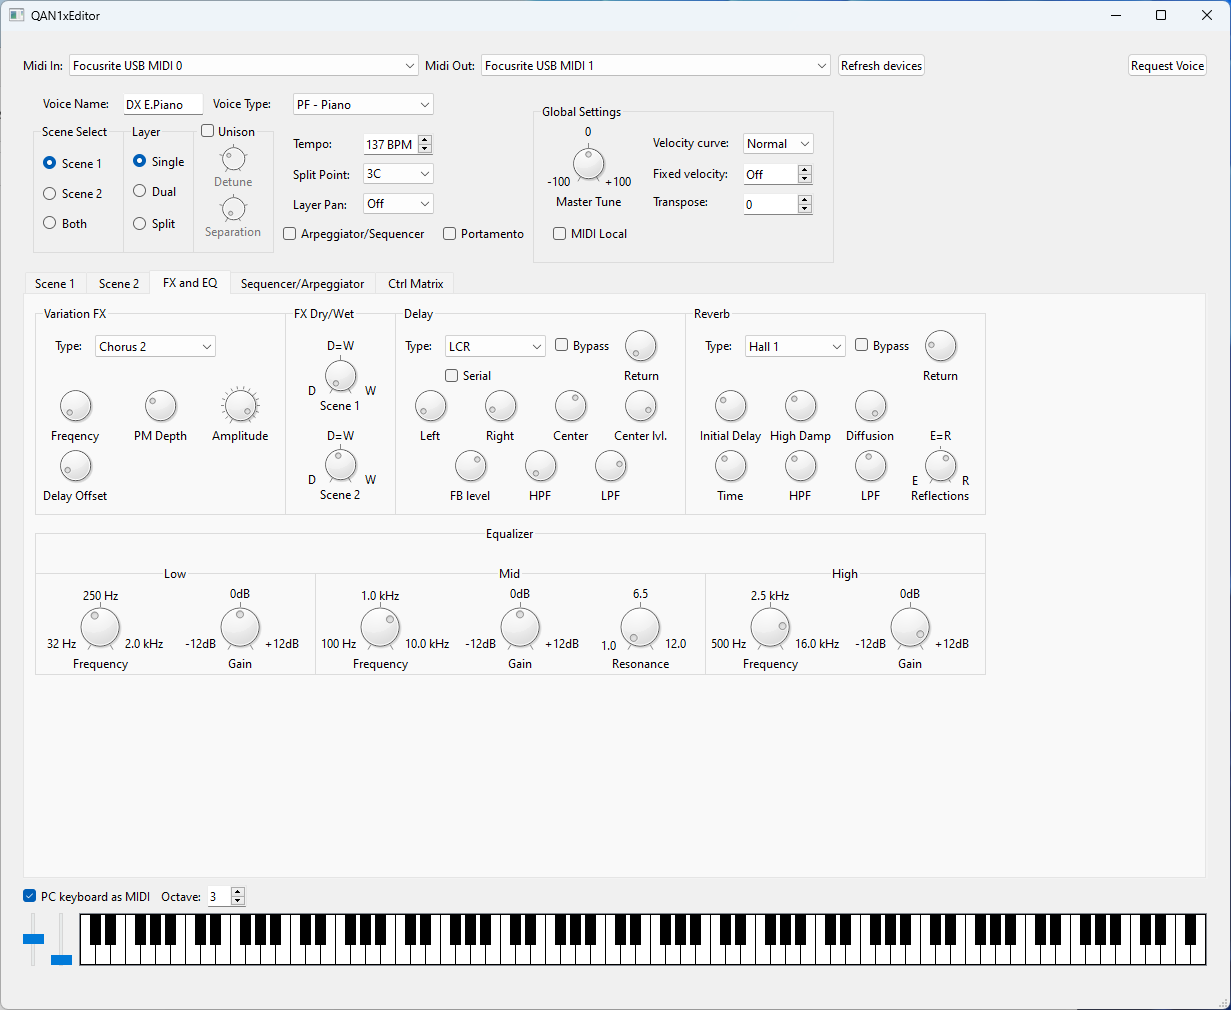 QAN1xEditor
Midi In: Focusrite USB MIDI 0 Midi Out: Focusrite USB MIDI 1 Refresh devices Request Voice
Voice Name: DX E.Piano Voice Type: PF - Piano
Global Settings
Scene Select Layer Unison
0
Tempo: 137 BPM Velocity curve: Normal
Scene 1 Single
Split Point: 3C Fixed velocity: Off
-100 +100
Detune
Scene 2 Dual
Layer Pan: Off Master Tune Transpose: 0
Both Split Separation
Arpeggiator/Sequencer Portamento MIDI Local
Scene 1 Scene 2 FX and EQ Sequencer/Arpeggiator Ctrl Matrix
Variation FX FX Dry/Wet Delay Reverb
Type: Chorus 2 D=W Type: LCR Bypass Type: Hall 1 Bypass
Serial Return Return
D W
Scene 1
Freqency PM Depth Amplitude D=W Left Right Center Center lvl. Initial Delay High Damp Diffusion E=R
D W E R
Delay Offset Scene 2 FB level HPF LPF Time HPF LPF Reflections
Equalizer
Low Mid High
250 Hz 0dB 1.0 kHz 0dB 6.5 2.5 kHz 0dB
32 Hz 2.0 kHz -12dB +12dB 100 Hz 10.0 kHz -12dB +12dB 1.0 12.0 500 Hz 16.0 kHz -12dB +12dB
Frequency Gain Frequency Gain Resonance Frequency Gain
PC keyboard as MIDI Octave: 3